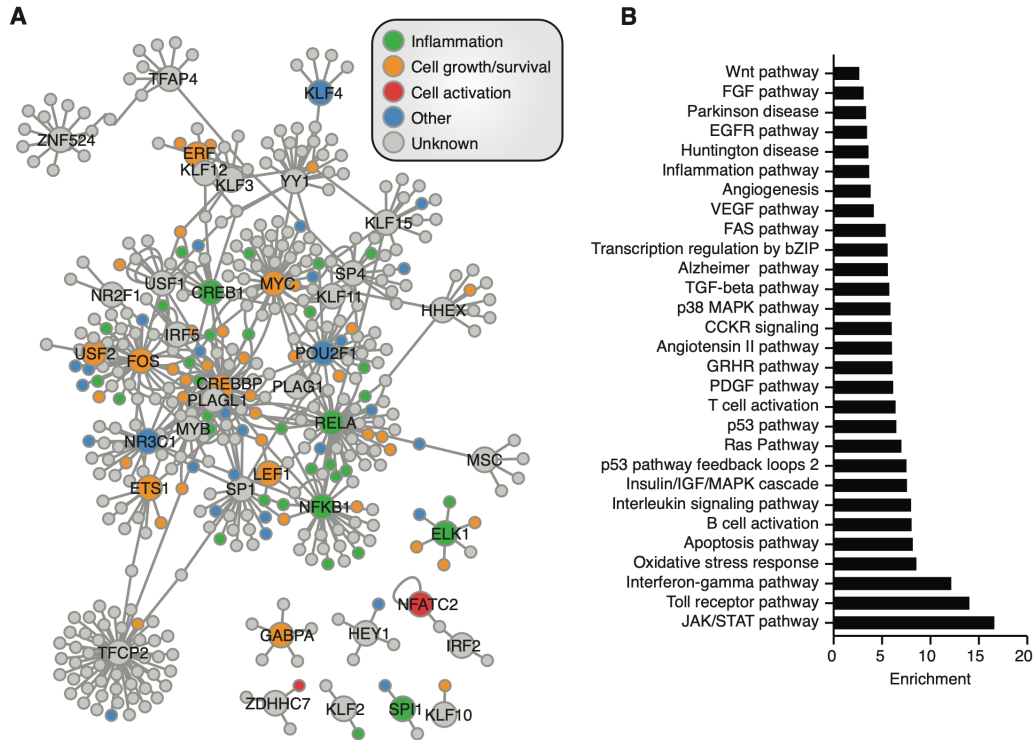 A
Inflammation
Cell growth/survival
Cell activation
Other
Unknown
TFAP4
KLF4
ZNF524
ERF
KLF12
KLF3
YY1
KLF15
USF1
CREB1
MYC
SP4
NR2F1
KLF11
HHEX
IRF5
USF2
FOS
POU2F1
CREBBP
PLAG1
PLAGL1
RELA
MYB
NR3C1
MSC
LEF1
ETS1
SP1
NFKB1
ELK1
NFATC2
GABPA
HEY1
IRF2
TFCP2
ZDHHC7
KLF2
SPI1
KLF10
B
Wnt pathway
FGF pathway
Parkinson disease
EGFR pathway
Huntington disease
Inflammation pathway
Angiogenesis
VEGF pathway
FAS pathway
Transcription regulation by bZIP
Alzheimer pathway
TGF-beta pathway
p38 MAPK pathway
CCKR signaling
Angiotensin II pathway
GRHR pathway
PDGF pathway
T cell activation
p53 pathway
Ras Pathway
p53 pathway feedback loops 2
Insulin/IGF/MAPK cascade
Interleukin signaling pathway
B cell activation
Apoptosis pathway
Oxidative stress response
Interferon-gamma pathway
Toll receptor pathway
JAK/STAT pathway
0 5 10 15 20
Enrichment